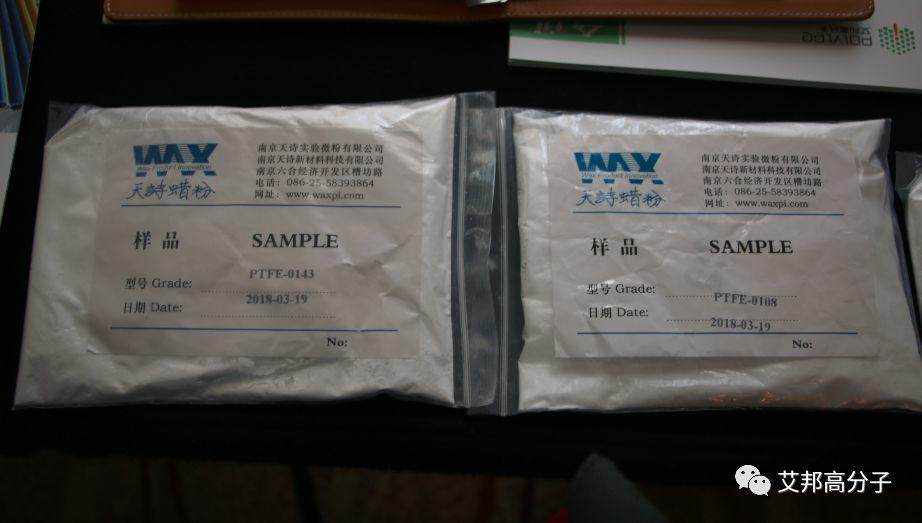 WAX
Wax Product Innovation
天诗蜡粉
南京天诗实验微粉有限公司
南京天诗新材料科技有限公司
南京六合经济开发区槽坊路
电话：086-25-58393864
网址：www.waxpi.com
样品 SAMPLE
型号 Grade: PTFE-0143
日期 Date: 2018-03-19
No:
WAX
Wax Product Innovation
天诗蜡粉
南京天诗实验微粉有限公司
南京天诗新材料科技有限公司
南京六合经济开发区槽坊路
电话：086-25-58393864
网址：www.waxpi.com
样品 SAMPLE
型号 Grade: PTFE-0108
日期 Date: 2018-03-19
No:
艾邦高分子